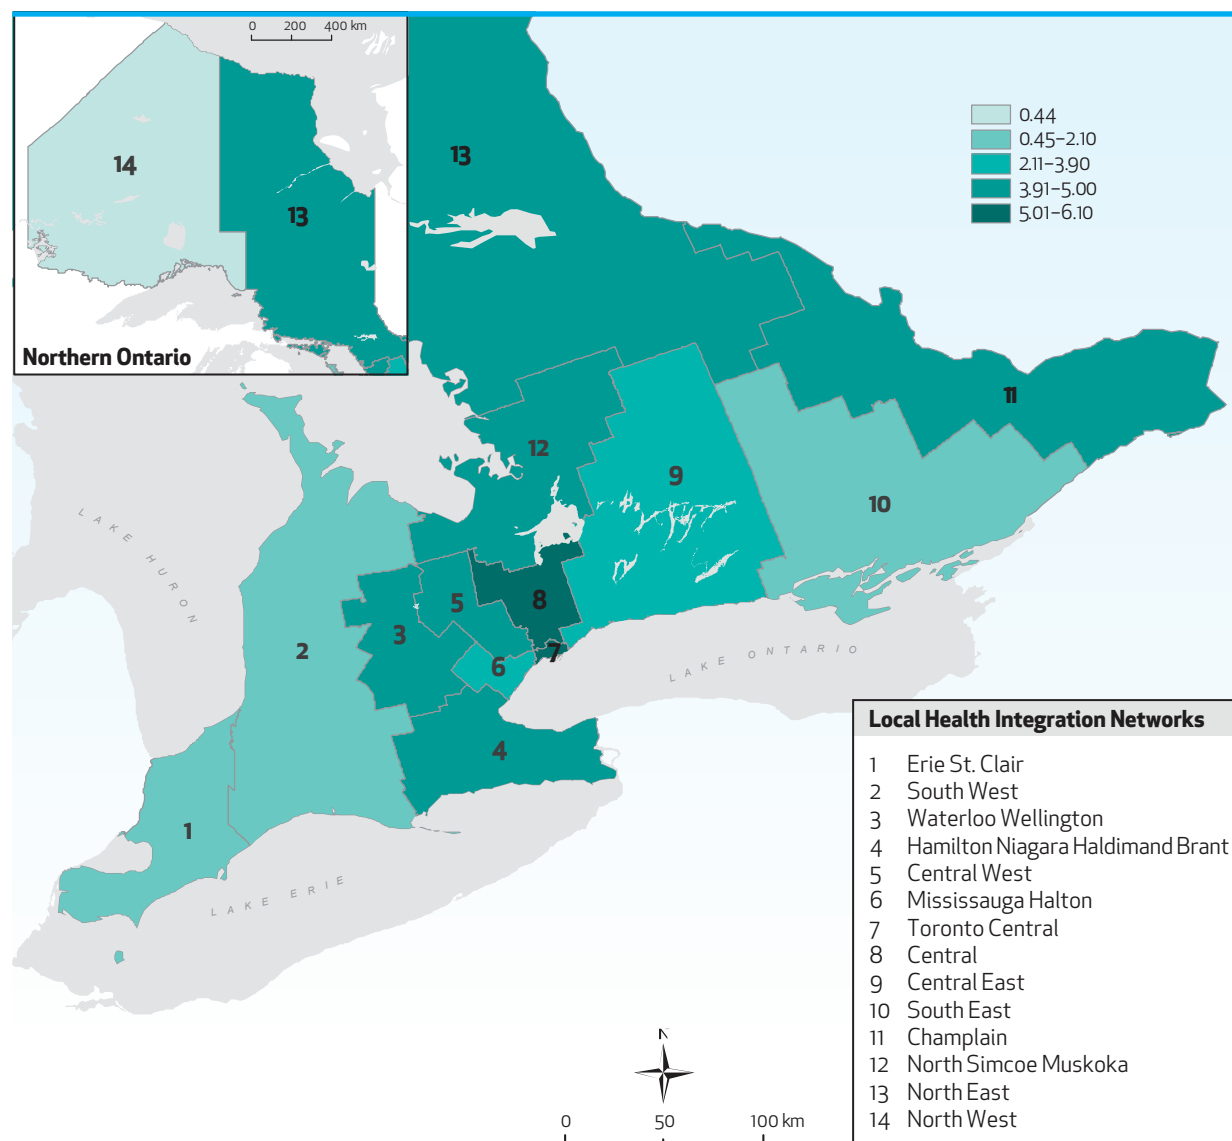 0 200 400 km
14
13
Northern Ontario
13
0.44
0.45–2.10
2.11–3.90
3.91–5.00
5.01–6.10
11
12
9
10
LAKE HURON
8
5
3
2
7
6
LAKE ONTARIO
4
1
LAKE ERIE
Local Health Integration Networks
1 Erie St. Clair
2 South West
3 Waterloo Wellington
4 Hamilton Niagara Haldimand Brant
5 Central West
6 Mississauga Halton
7 Toronto Central
8 Central
9 Central East
10 South East
11 Champlain
12 North Simcoe Muskoka
13 North East
14 North West
N
0 50 100 km